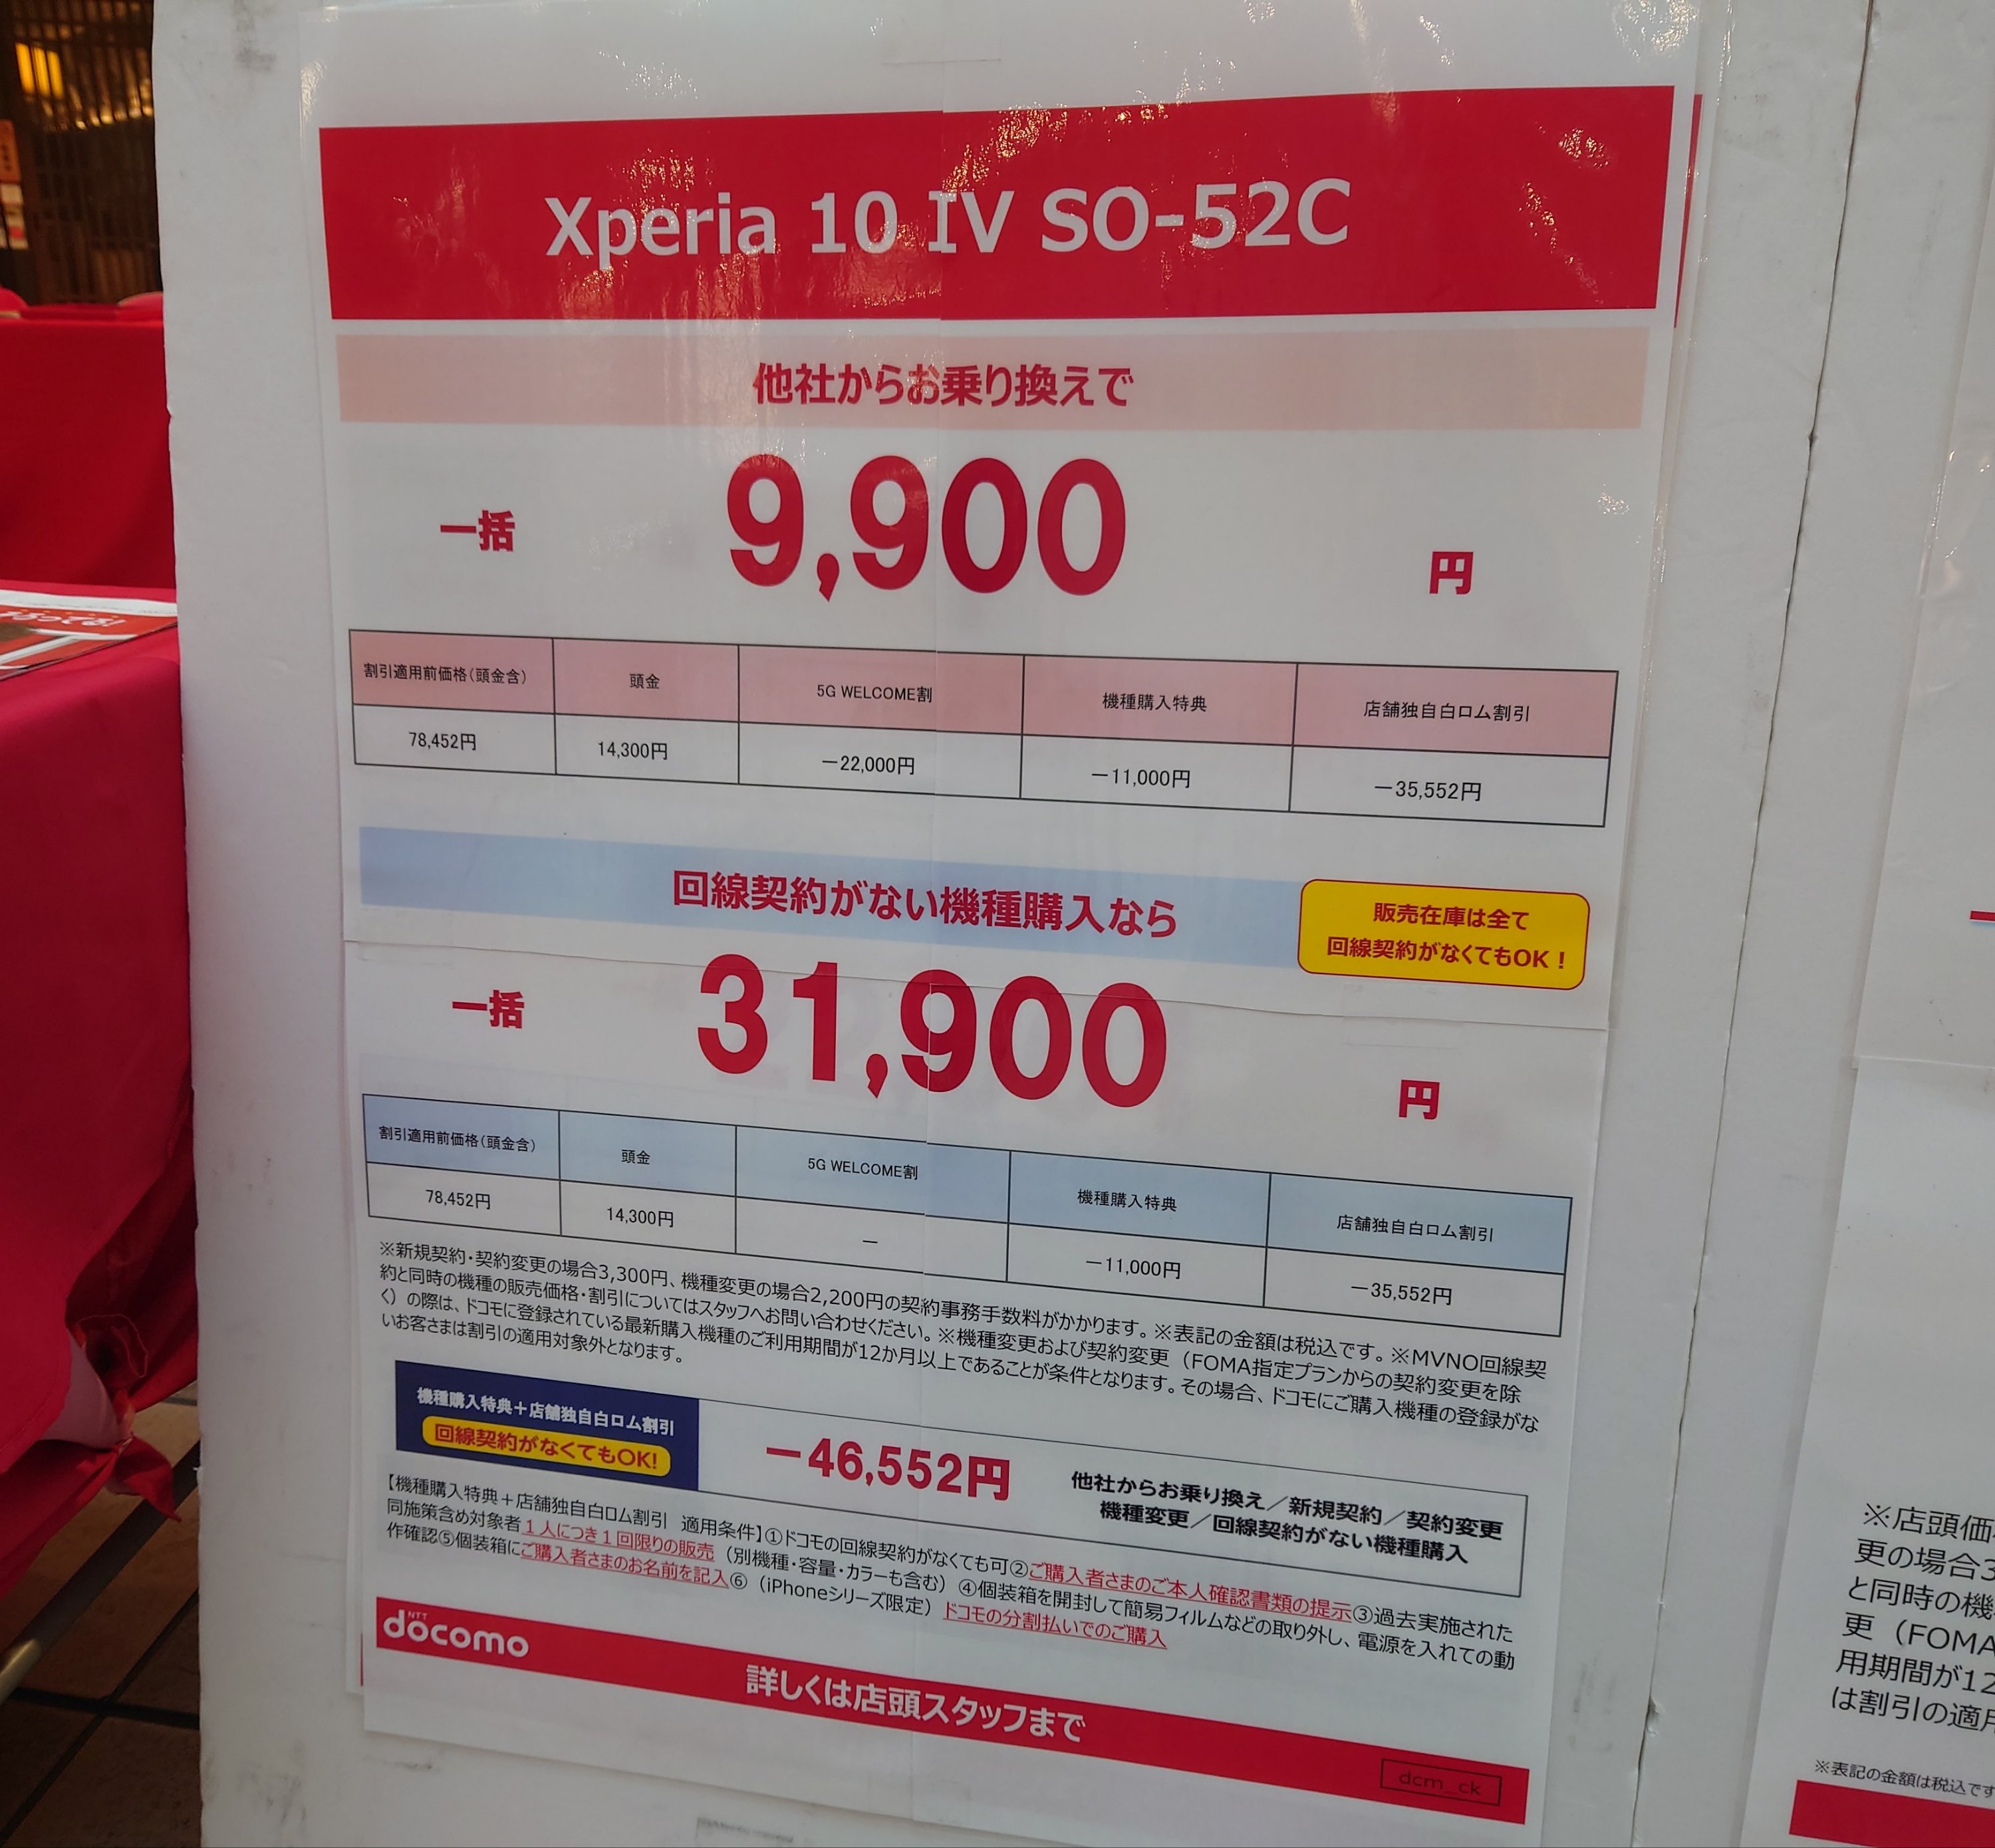 Xperia 10 IV SO-52C
他社からお乗り換えで
一括 9,900 円
割引適用前価格(頭金含) 頭金 5G WELCOME割 機種購入特典 店舗独自白ロム割引
78,452円 14,300円 −22,000円 −11,000円 −35,552円
回線契約がない機種購入なら
販売在庫は全て
回線契約がなくてもOK！
一括 31,900 円
割引適用前価格(頭金含) 頭金 5G WELCOME割 機種購入特典 店舗独自白ロム割引
78,452円 14,300円 − −11,000円 −35,552円
※新規契約・契約変更の場合3,300円、機種変更の場合2,200円の契約事務手数料がかかります。※表記の金額は税込です。※MVNO回線契
約と同時の機種の販売価格・割引についてはスタッフへお問い合わせください。※機種変更および契約変更（FOMA指定プランからの契約変更を除
く）の際は、ドコモに登録されている最新購入機種のご利用期間が12か月以上であることが条件となります。その場合、ドコモにご購入機種の登録がな
いお客さまは割引の適用対象外となります。
機種購入特典＋店舗独自白ロム割引
回線契約がなくてもOK!
−46,552円
他社からお乗り換え／新規契約／契約変更
機種変更／回線契約がない機種購入
【機種購入特典＋店舗独自白ロム割引 適用条件】①ドコモの回線契約がなくても可②ご購入者さまのご本人確認書類の提示③過去実施された
同施策含め対象者１人につき１回限りの販売（別機種・容量・カラーも含む）④個装箱を開封して簡易フィルムなどの取り外し、電源を入れての動
作確認⑤個装箱にご購入者さまのお名前を記入⑥（iPhoneシリーズ限定）ドコモの分割払いでのご購入
NTT
docomo
詳しくは店頭スタッフまで
dcm_ck
※店頭価
更の場合3
と同時の機
更（FOMA
用期間が12
は割引の適用
※表記の金額は税込です